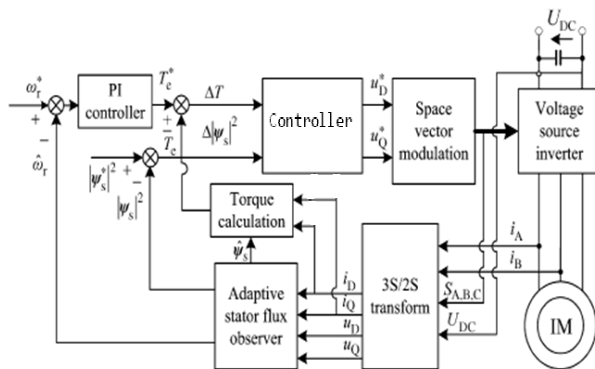 U_DC
ω_r^*
PI
controller
T_e^*
ΔT
Controller
u_D^*
u_Q^*
Space
vector
modulation
Voltage
source
inverter
+
−
ω̂_r
+
−
T_e
Δ|ψ_s|^2
|ψ_s^*|^2
+
−
|ψ_s|^2
Torque
calculation
ψ̂_s
Adaptive
stator flux
observer
i_D
i_Q
u_D
u_Q
3S/2S
transform
i_A
i_B
S_A,B,C
U_DC
IM